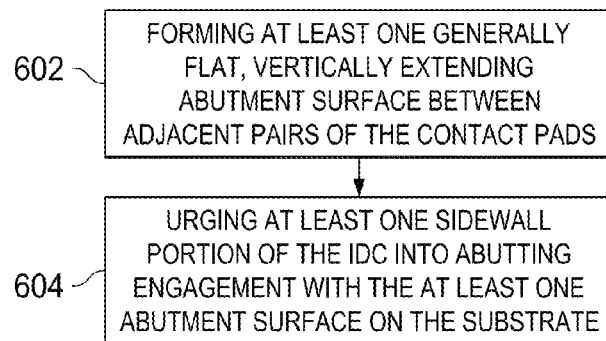 602
FORMING AT LEAST ONE GENERALLY
FLAT, VERTICALLY EXTENDING
ABUTMENT SURFACE BETWEEN
ADJACENT PAIRS OF THE CONTACT PADS
604
URGING AT LEAST ONE SIDEWALL
PORTION OF THE IDC INTO ABUTTING
ENGAGEMENT WITH THE AT LEAST ONE
ABUTMENT SURFACE ON THE SUBSTRATE